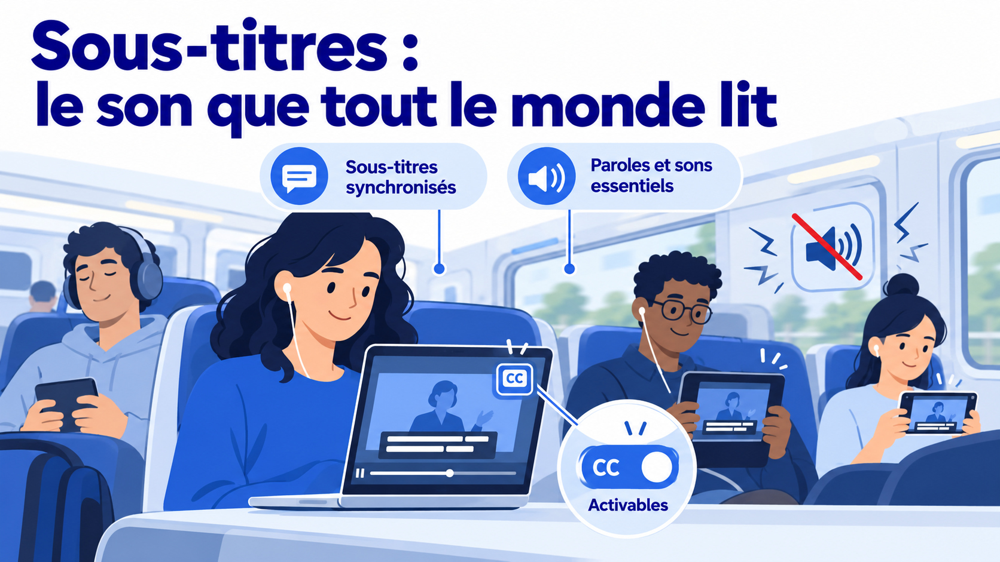 Sous-titres :
le son que tout le monde lit
Sous-titres
synchronisés
Paroles et sons
essentiels
CC
CC
Activables